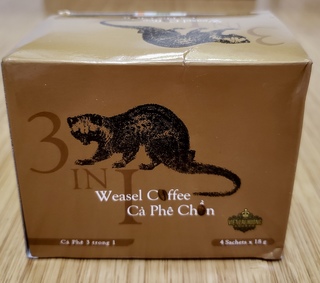 3
IN
1
Weasel Coffee
Cà Phê Chồn
Cà Phê 3 trong 1
4 Sachets x 18 g